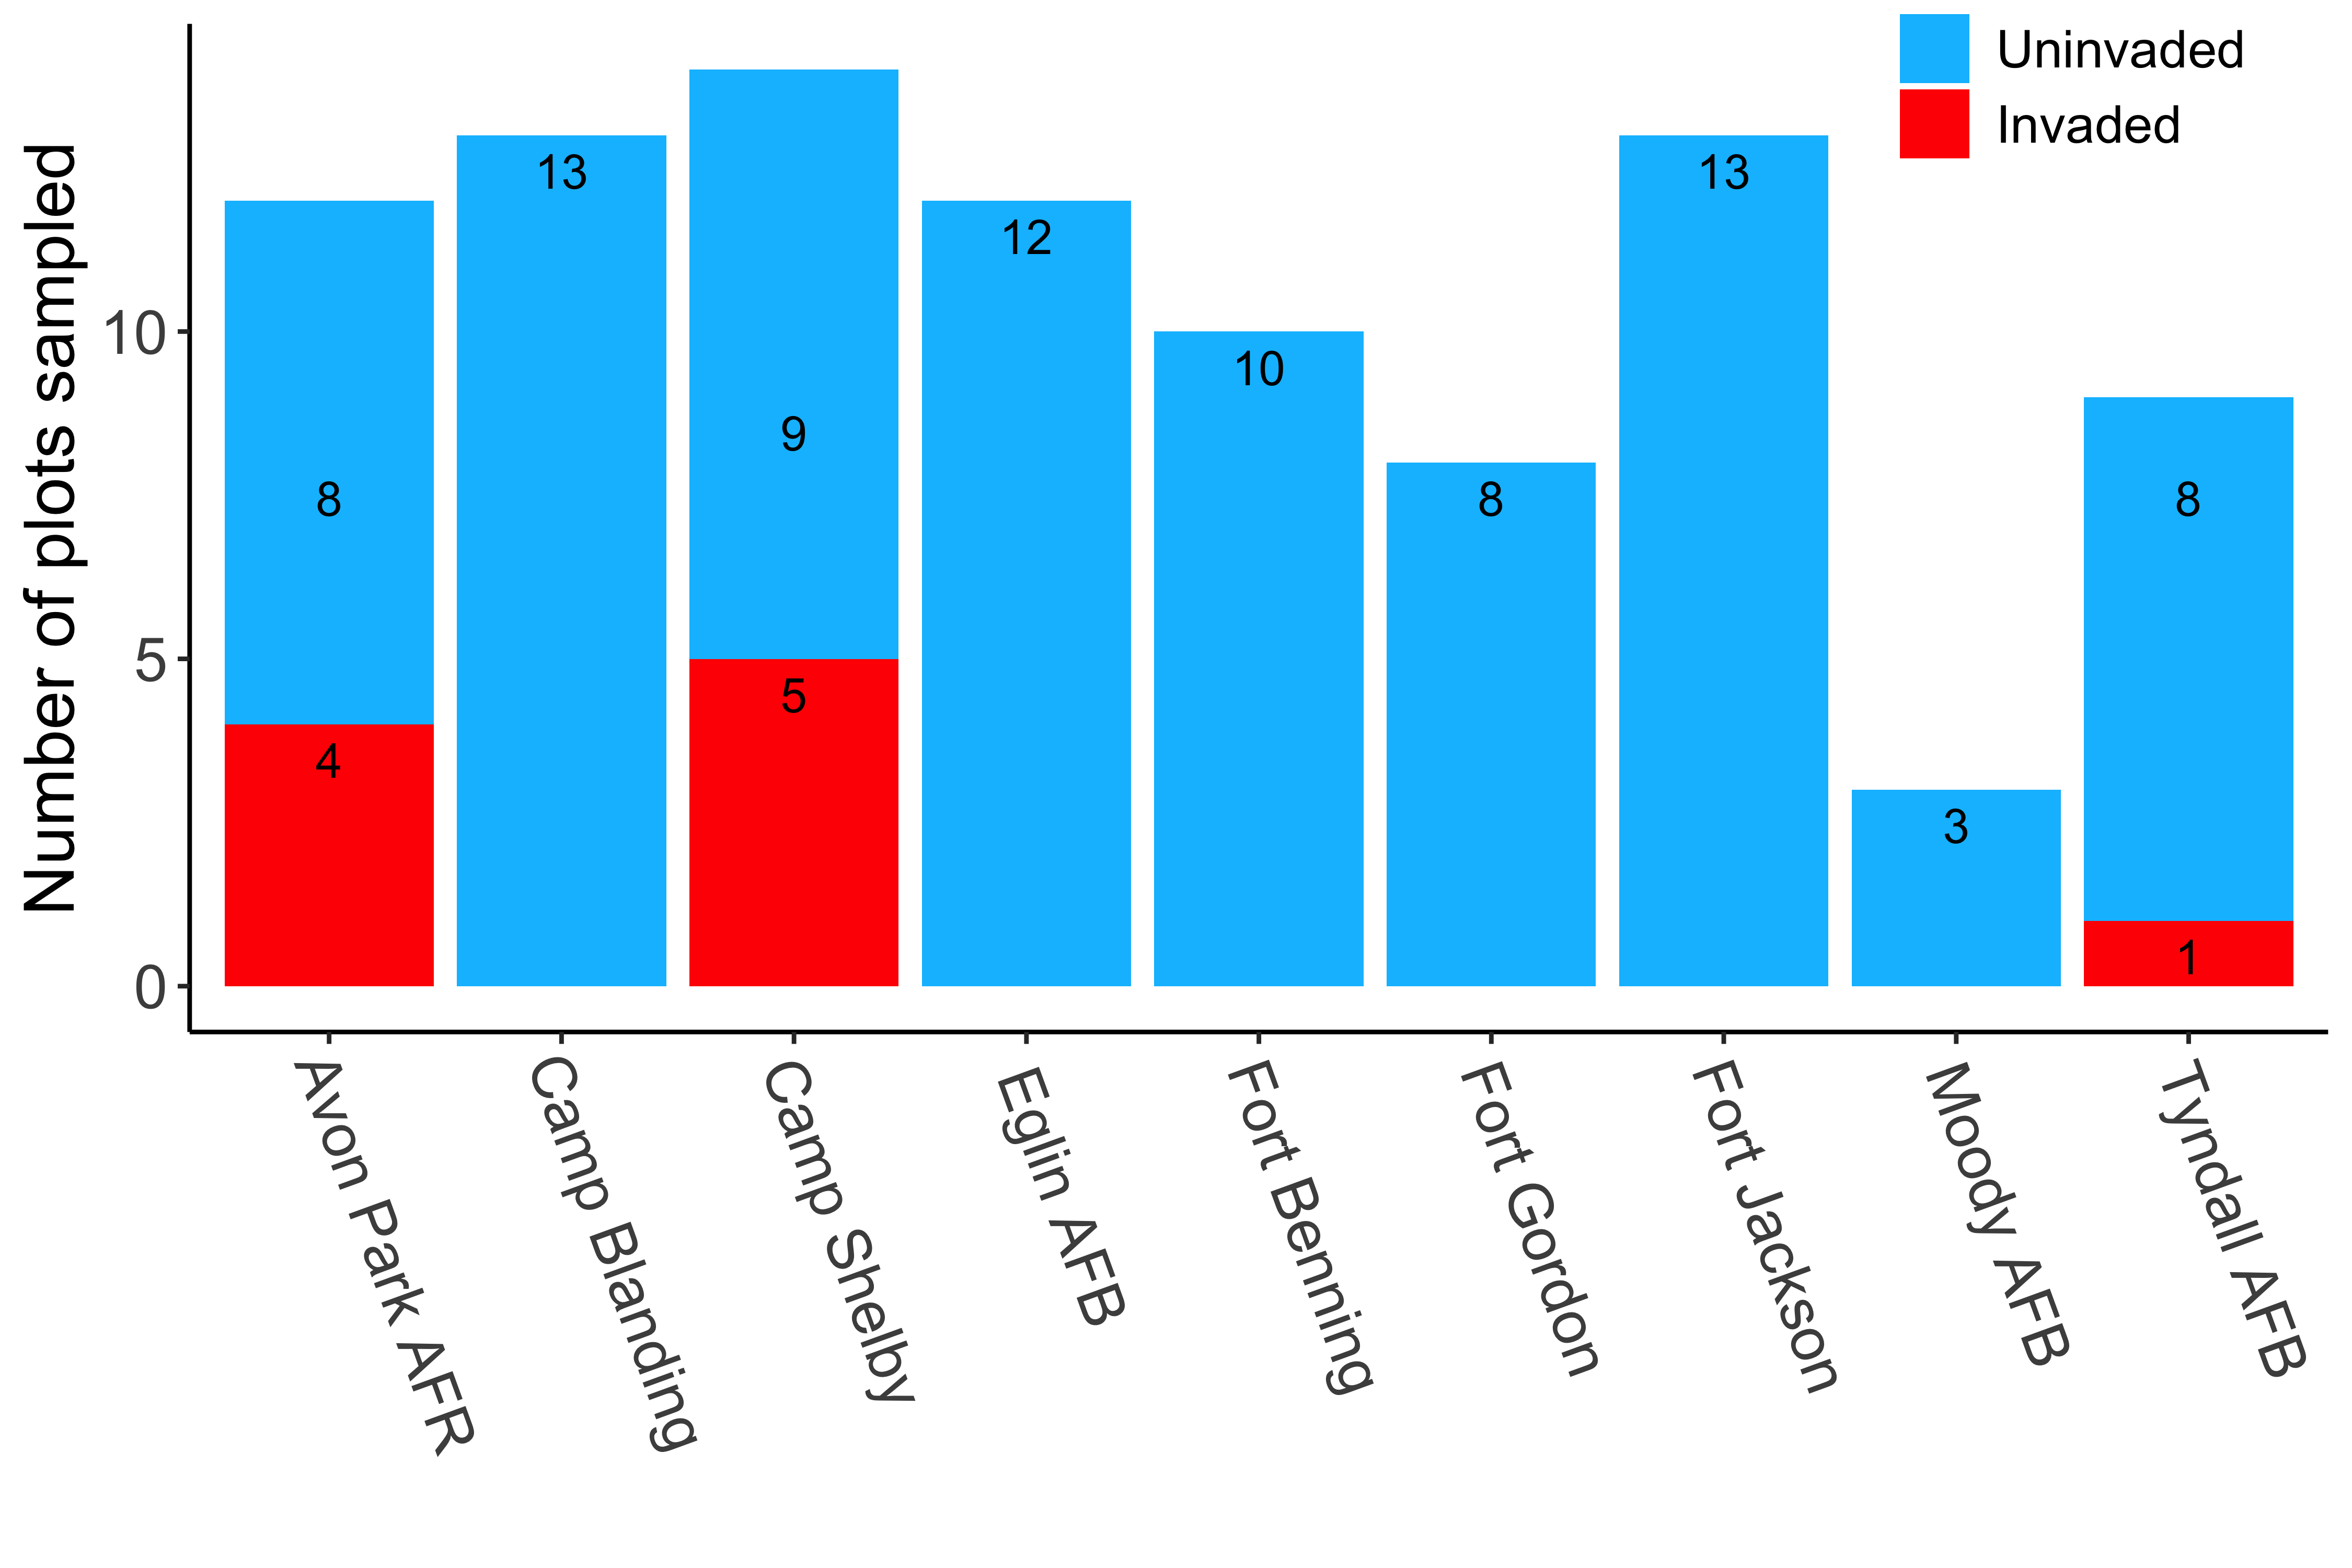 Uninvaded
Invaded
Number of plots sampled
10
5
0
8
4
13
9
5
12
10
8
13
3
8
1
Avon Park AFR
Camp Blanding
Camp Shelby
Eglin AFB
Fort Benning
Fort Gordon
Fort Jackson
Moody AFB
Tyndall AFB